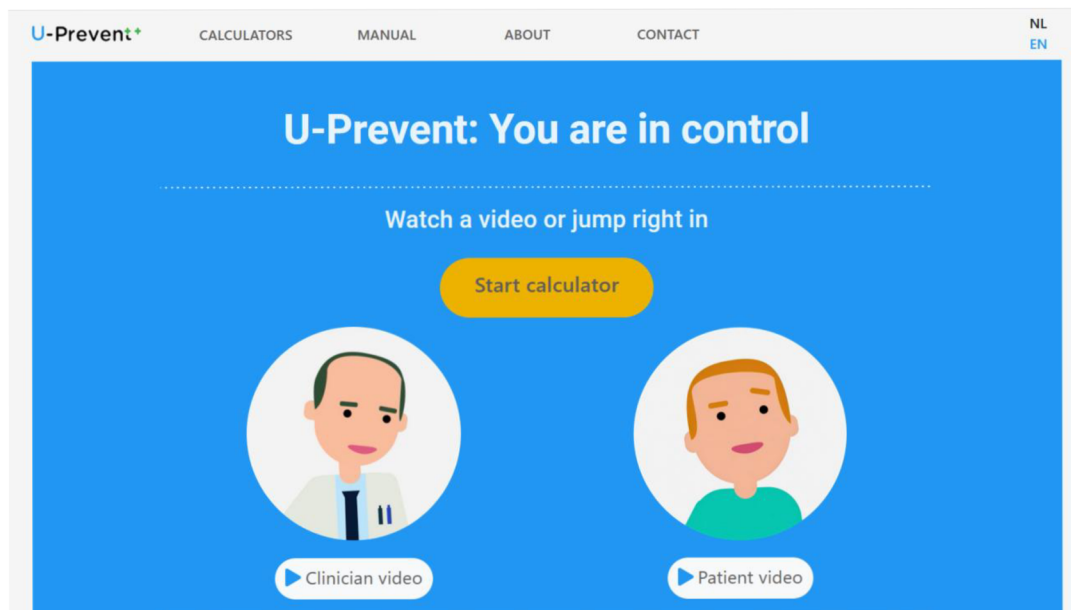 U-Prevent
CALCULATORS
MANUAL
ABOUT
CONTACT
NL
EN
U-Prevent: You are in control
Watch a video or jump right in
Start calculator
Clinician video
Patient video